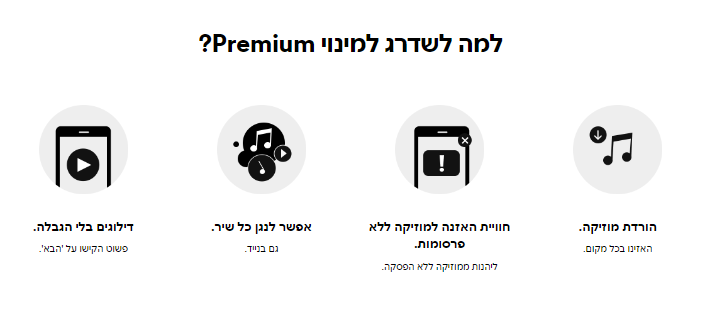 למה לשדרג למינוי Premium?
הורדת מוזיקה.
האזינו בכל מקום.
חוויית האזנה למוזיקה ללא
פרסומות.
ליהנות ממוזיקה ללא הפסקה.
אפשר לנגן כל שיר.
גם בנייד.
דילוגים בלי הגבלה.
פשוט הקישו על 'הבא'.